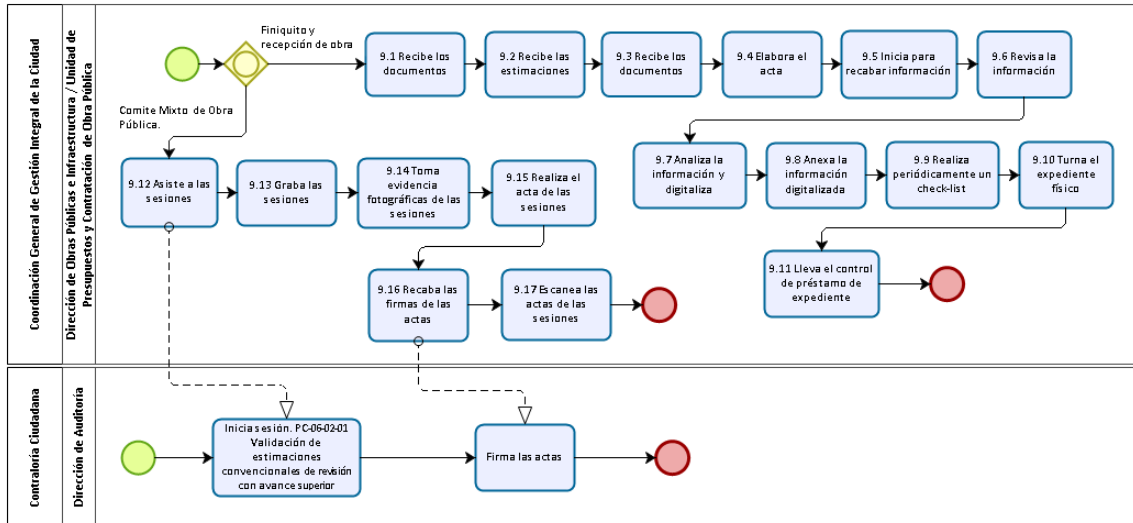 Coordinación General de Gestión Integral de la Ciudad
Dirección de Obras Públicas e Infraestructura / Unidad de
Presupuestos y Contratación de Obra Pública
Finiquito y
recepción de obra
9.1 Recibe los
documentos
9.2 Recibe las
estimaciones
9.3 Recibe los
documentos
9.4 Elabora el
acta
9.5 Inicia para
recabar información
9.6 Revisa la
información
Comite Mixto de Obra
Pública.
9.7 Analiza la
información y
digitaliza
9.8 Anexa la
información
digitalizada
9.9 Realiza
periódicamente un
check-list
9.10 Turna el
expediente
físico
9.12 Asiste a las
sesiones
9.13 Graba las
sesiones
9.14 Toma
evidencia
fotográficas de las
sesiones
9.15 Realiza el
acta de las
sesiones
9.11 Lleva el control
de préstamo de
expediente
9.16 Recaba las
firmas de las
actas
9.17 Escanea las
actas de las
sesiones
Contraloría Ciudadana
Dirección de Auditoría
Inicia sesión. PC-06-02-01
Validación de
estimaciones
convencionales de revisión
con avance superior
Firma las actas